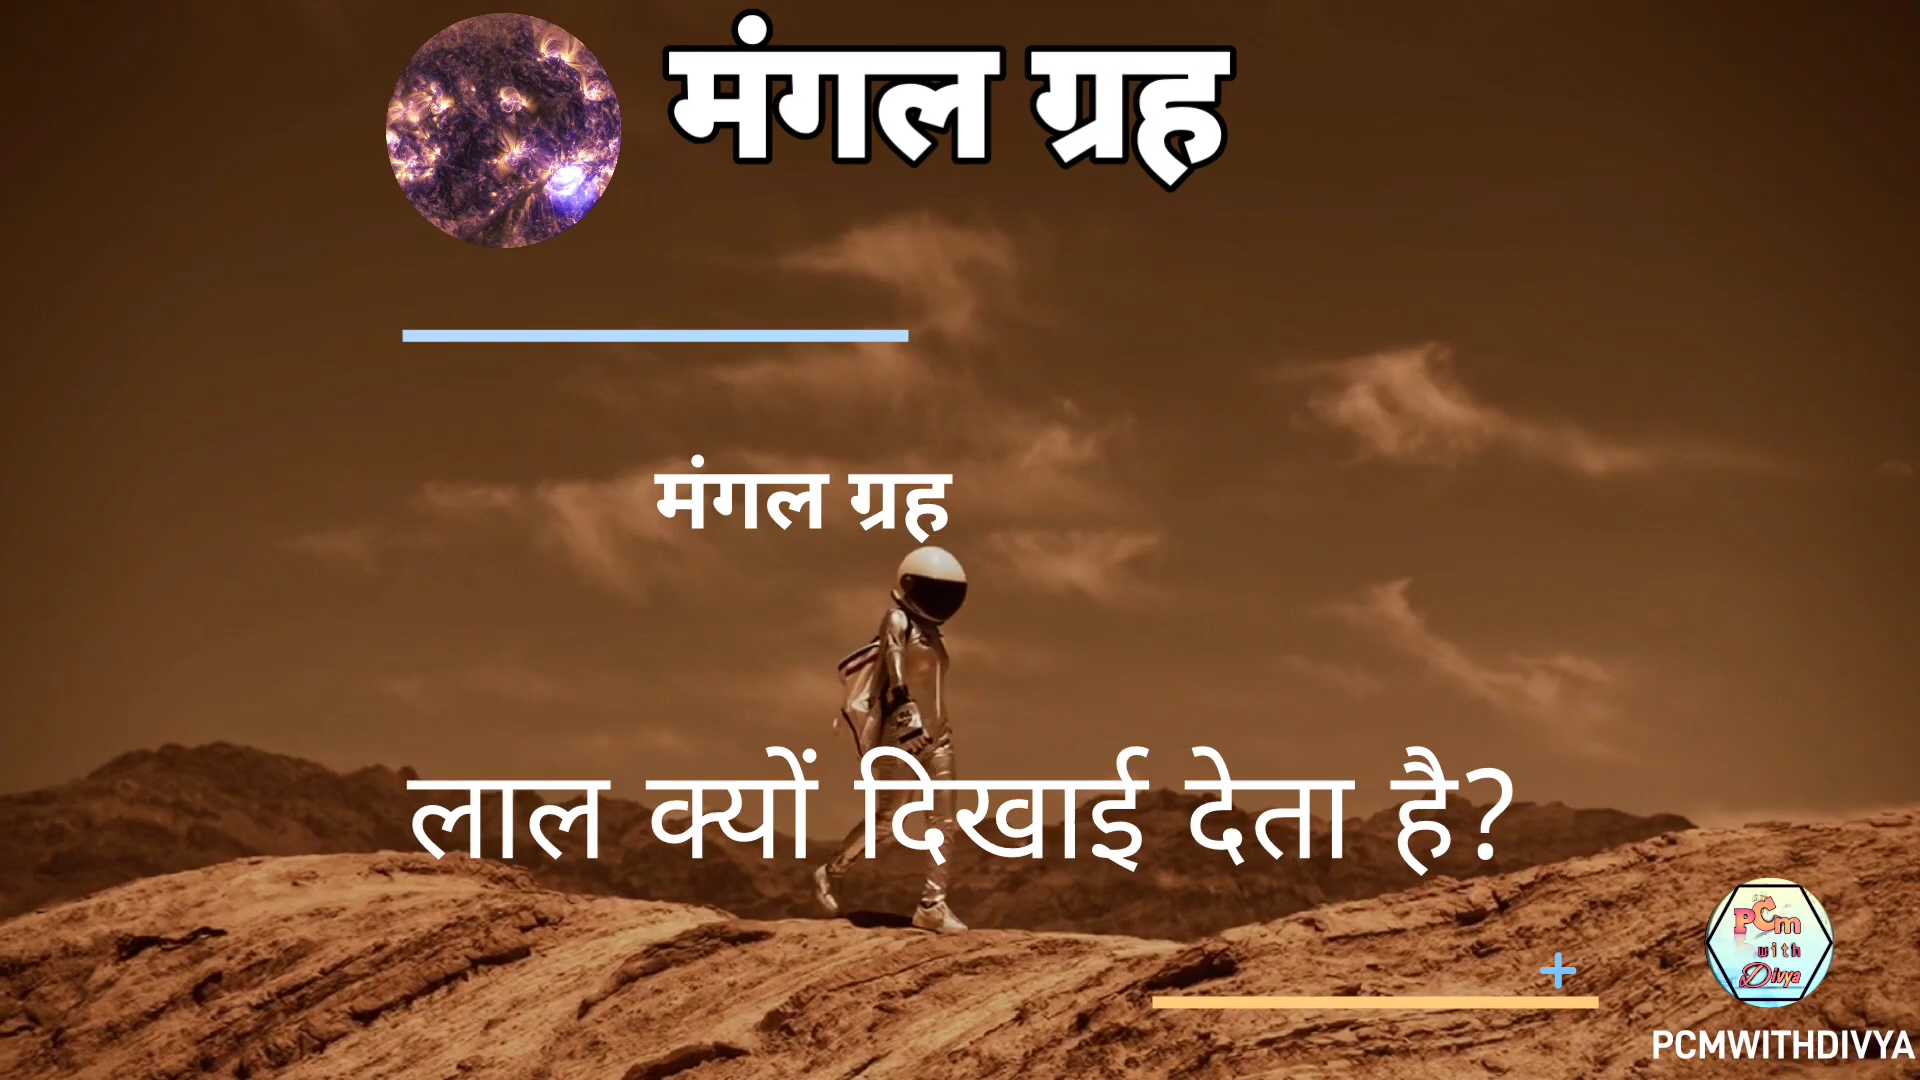 मंगल ग्रह
मंगल ग्रह
लाल क्यों दिखाई देता है?
PCm
with
Divya
PCMWITHDIVYA